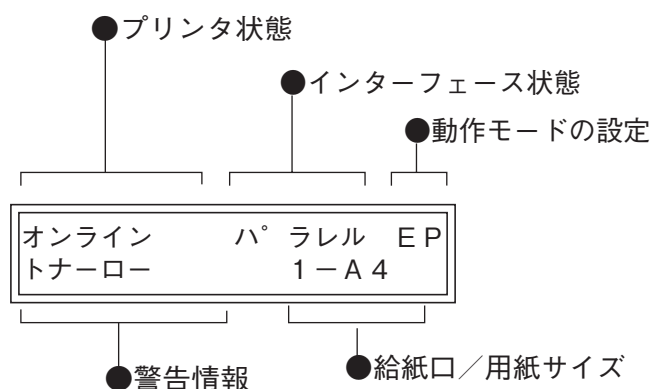 ●プリンタ状態
●インターフェース状態
●動作モードの設定
オンライン パラレル EP
トナーロー 1－A4
●警告情報
●給紙口／用紙サイズ